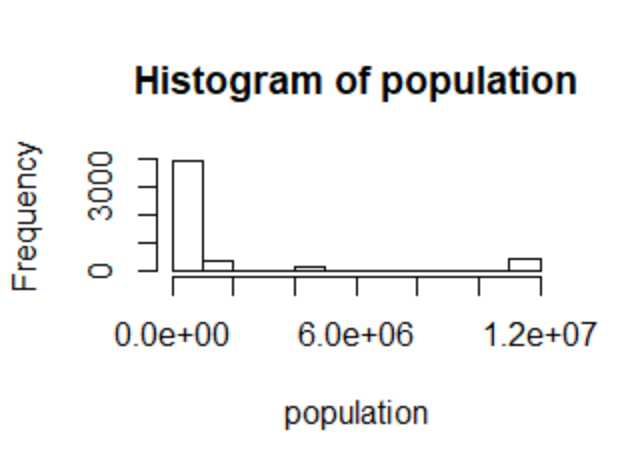 Histogram of population
Frequency
3000
0
0.0e+00 6.0e+06 1.2e+07
population